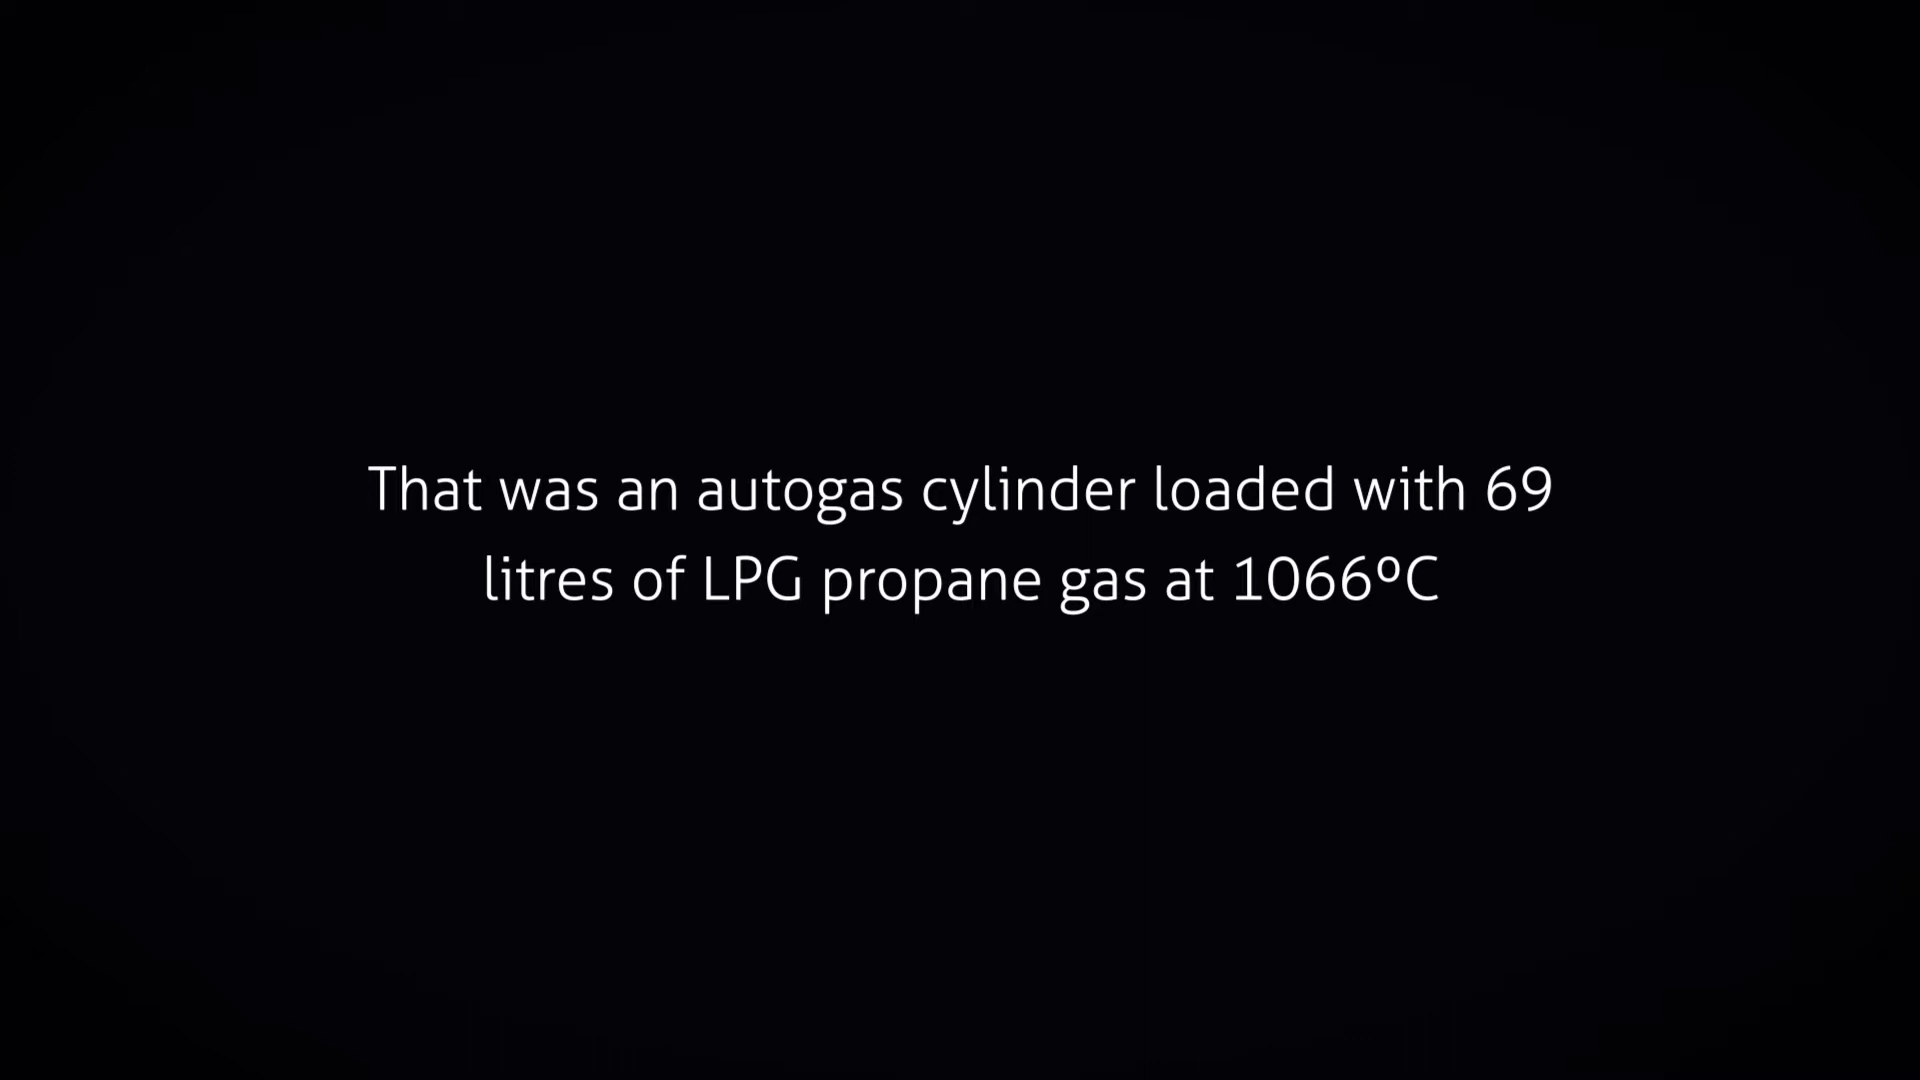 That was an autogas cylinder loaded with 69
litres of LPG propane gas at 1066ºC